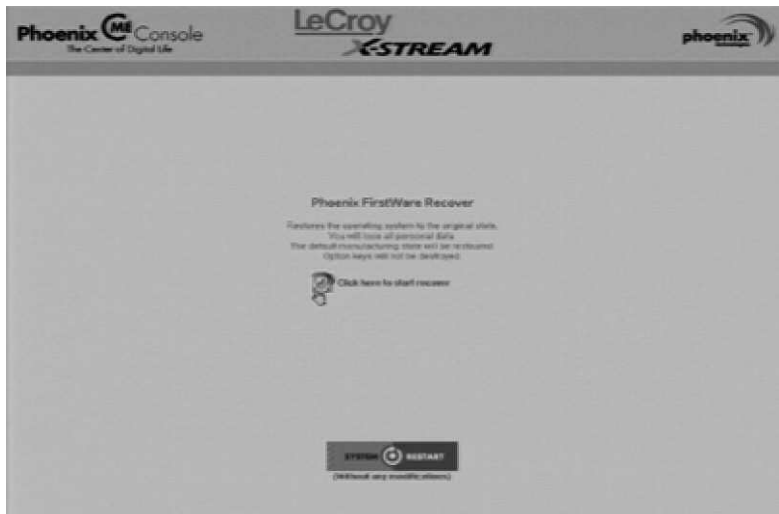 Phoenix CME Console
The Center of Digital Life
LeCroy
X-STREAM
phoenix
technologies
Phoenix FirstWare Recover
Restores the operating system to the original state.
You will lose all personal data.
The default manufacturing state will be restored.
Option keys will not be destroyed.
Click here to start recover
SYSTEM RESTART
(Without any modifications)